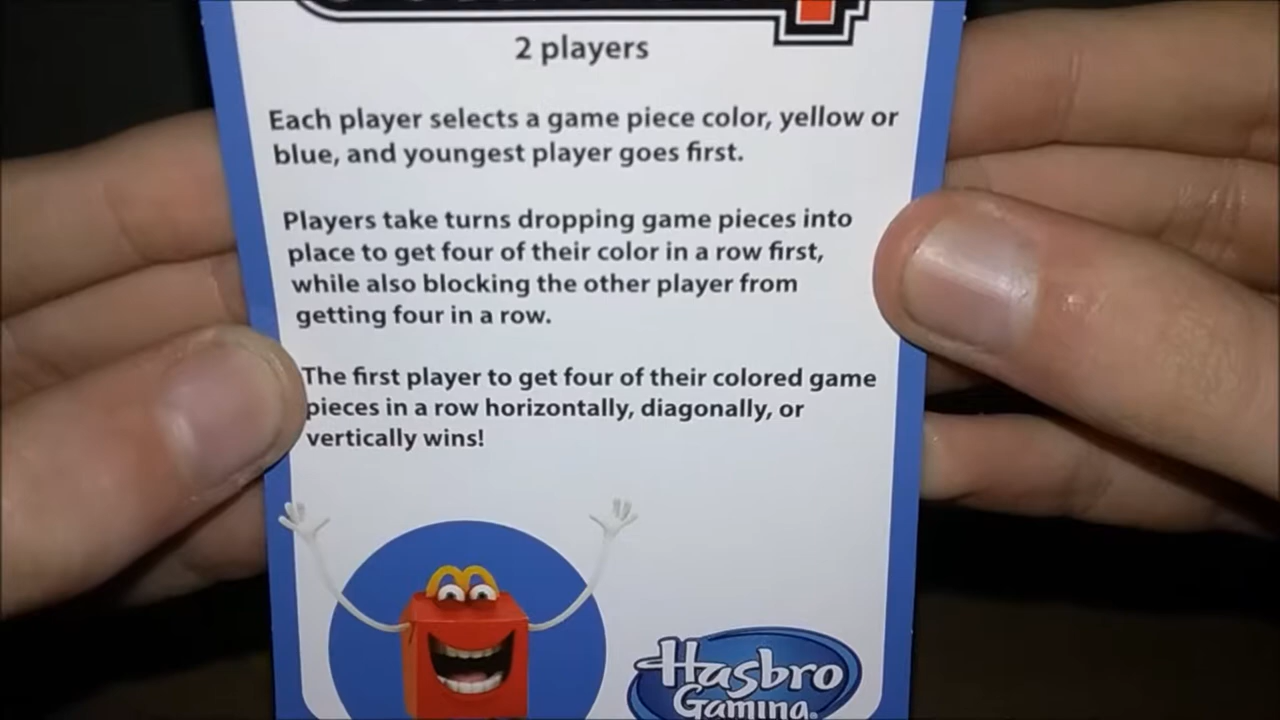 4
2 players
Each player selects a game piece color, yellow or
blue, and youngest player goes first.
Players take turns dropping game pieces into
place to get four of their color in a row first,
while also blocking the other player from
getting four in a row.
The first player to get four of their colored game
pieces in a row horizontally, diagonally, or
vertically wins!
Hasbro
Gaming